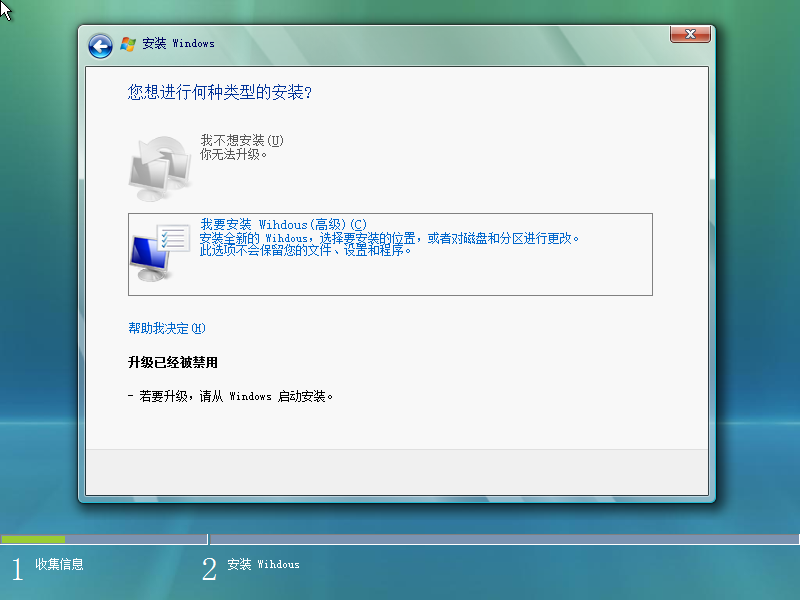 安装 Windows
您想进行何种类型的安装?
我不想安装(U)
你无法升级。
我要安装 Wihdous(高级)(C)
安装全新的 Wihdous，选择要安装的位置，或者对磁盘和分区进行更改。
此选项不会保留您的文件、设置和程序。
帮助我决定(H)
升级已经被禁用
- 若要升级，请从 Windows 启动安装。
1 收集信息
2 安装 Wihdous